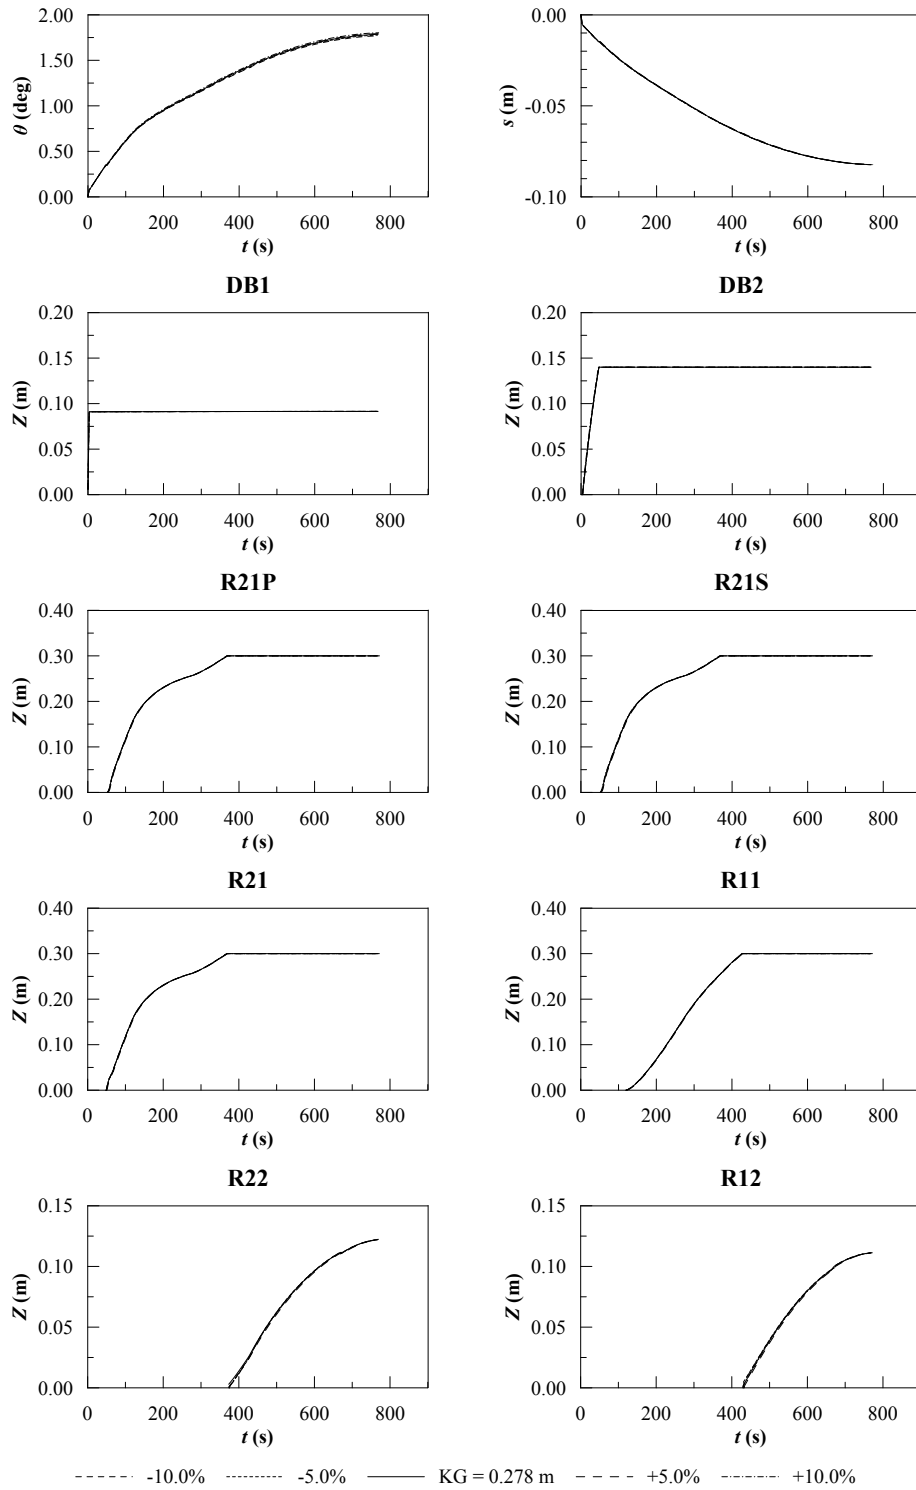 2.00
1.50
1.00
0.50
0.00
θ (deg)
0 200 400 600 800
t (s)
0.00
-0.05
-0.10
s (m)
0 200 400 600 800
t (s)
DB1
0.20
0.15
0.10
0.05
0.00
Z (m)
0 200 400 600 800
t (s)
DB2
0.20
0.15
0.10
0.05
0.00
Z (m)
0 200 400 600 800
t (s)
R21P
0.40
0.30
0.20
0.10
0.00
Z (m)
0 200 400 600 800
t (s)
R21S
0.40
0.30
0.20
0.10
0.00
Z (m)
0 200 400 600 800
t (s)
R21
0.40
0.30
0.20
0.10
0.00
Z (m)
0 200 400 600 800
t (s)
R11
0.40
0.30
0.20
0.10
0.00
Z (m)
0 200 400 600 800
t (s)
R22
0.15
0.10
0.05
0.00
Z (m)
0 200 400 600 800
t (s)
R12
0.15
0.10
0.05
0.00
Z (m)
0 200 400 600 800
t (s)
-10.0% -5.0% KG = 0.278 m +5.0% +10.0%